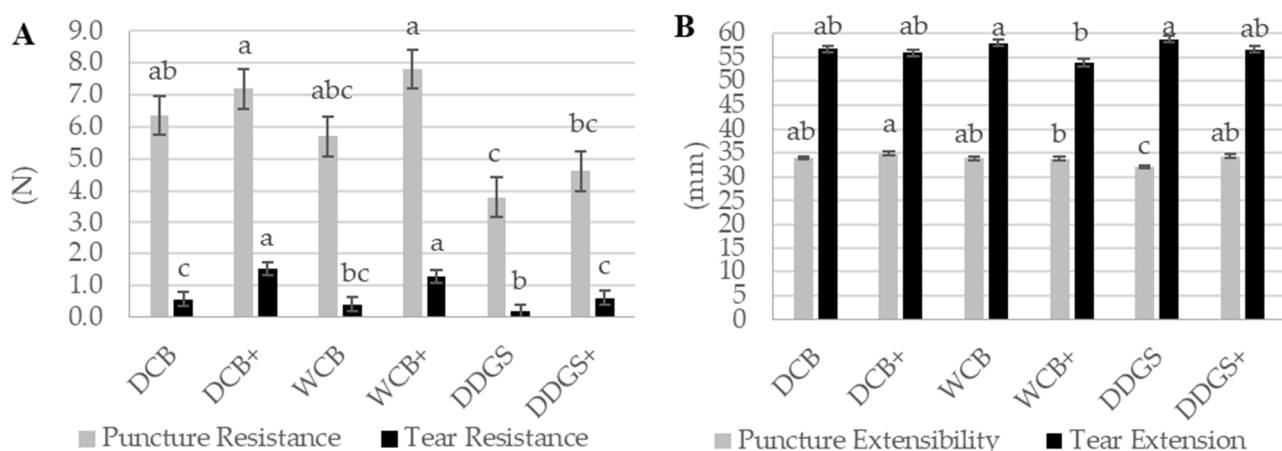 A
9.0
8.0
7.0
6.0
5.0
4.0
3.0
2.0
1.0
0.0
(N)
ab a abc a c bc
c a bc a b c
DCB DCB+ WCB WCB+ DDGS DDGS+
Puncture Resistance Tear Resistance
B
60
55
50
45
40
35
30
25
20
15
10
5
0
(mm)
ab ab a b a ab
ab a ab b c ab
DCB DCB+ WCB WCB+ DDGS DDGS+
Puncture Extensibility Tear Extension